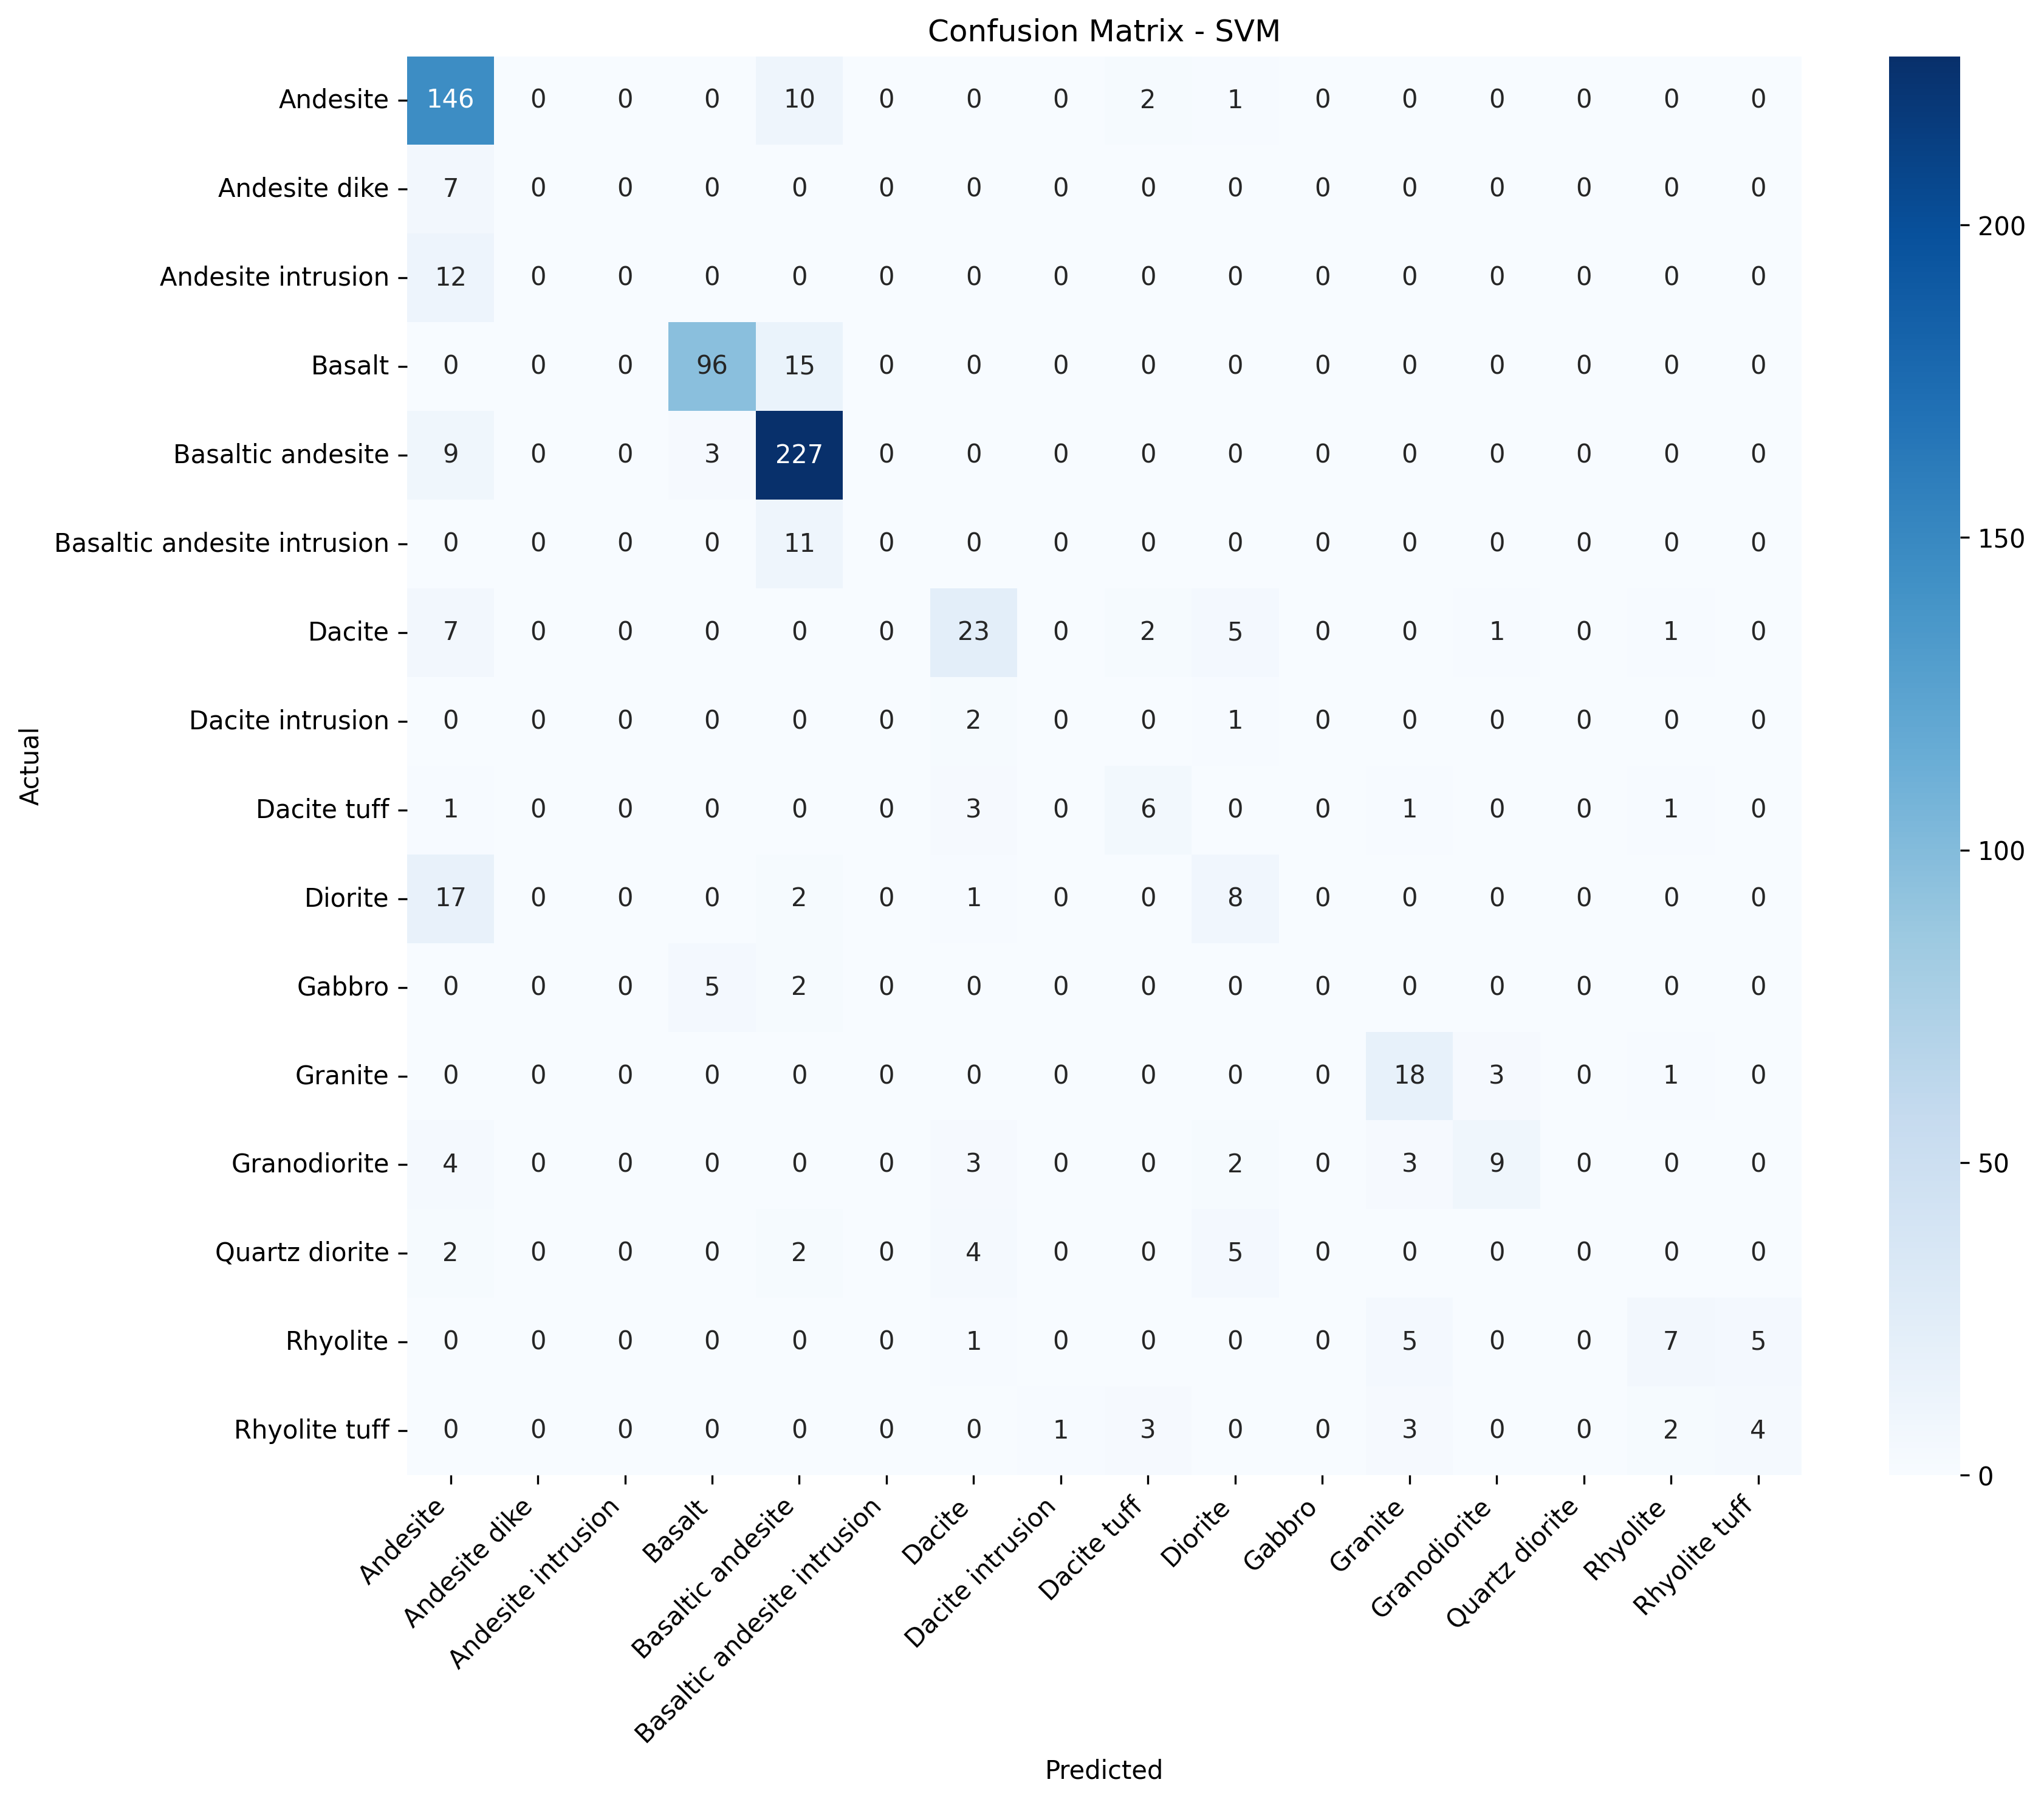 Confusion Matrix - SVM
Andesite 146 0 0 0 10 0 0 0 2 1 0 0 0 0 0 0
Andesite dike 7 0 0 0 0 0 0 0 0 0 0 0 0 0 0 0
Andesite intrusion 12 0 0 0 0 0 0 0 0 0 0 0 0 0 0 0
Basalt 0 0 0 96 15 0 0 0 0 0 0 0 0 0 0 0
Basaltic andesite 9 0 0 3 227 0 0 0 0 0 0 0 0 0 0 0
Basaltic andesite intrusion 0 0 0 0 11 0 0 0 0 0 0 0 0 0 0 0
Dacite 7 0 0 0 0 0 23 0 2 5 0 0 1 0 1 0
Dacite intrusion 0 0 0 0 0 0 2 0 0 1 0 0 0 0 0 0
Dacite tuff 1 0 0 0 0 0 3 0 6 0 0 1 0 0 1 0
Diorite 17 0 0 0 2 0 1 0 0 8 0 0 0 0 0 0
Gabbro 0 0 0 5 2 0 0 0 0 0 0 0 0 0 0 0
Granite 0 0 0 0 0 0 0 0 0 0 0 18 3 0 1 0
Granodiorite 4 0 0 0 0 0 3 0 0 2 0 3 9 0 0 0
Quartz diorite 2 0 0 0 2 0 4 0 0 5 0 0 0 0 0 0
Rhyolite 0 0 0 0 0 0 1 0 0 0 0 5 0 0 7 5
Rhyolite tuff 0 0 0 0 0 0 0 1 3 0 0 3 0 0 2 4
Actual
Andesite
Andesite dike
Andesite intrusion
Basalt
Basaltic andesite
Basaltic andesite intrusion
Dacite
Dacite intrusion
Dacite tuff
Diorite
Gabbro
Granite
Granodiorite
Quartz diorite
Rhyolite
Rhyolite tuff
Predicted
200
150
100
50
0